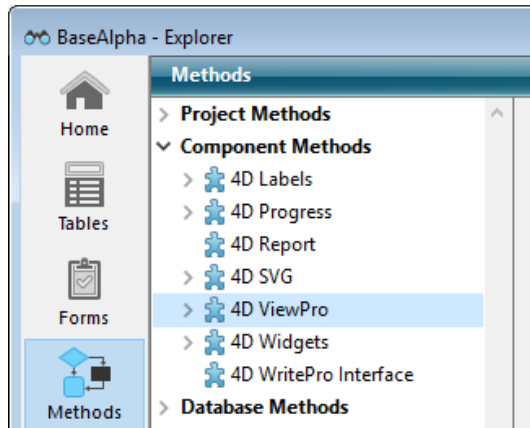 BaseAlpha - Explorer
Methods
Home
Tables
Forms
Methods
Project Methods
Component Methods
4D Labels
4D Progress
4D Report
4D SVG
4D ViewPro
4D Widgets
4D WritePro Interface
Database Methods